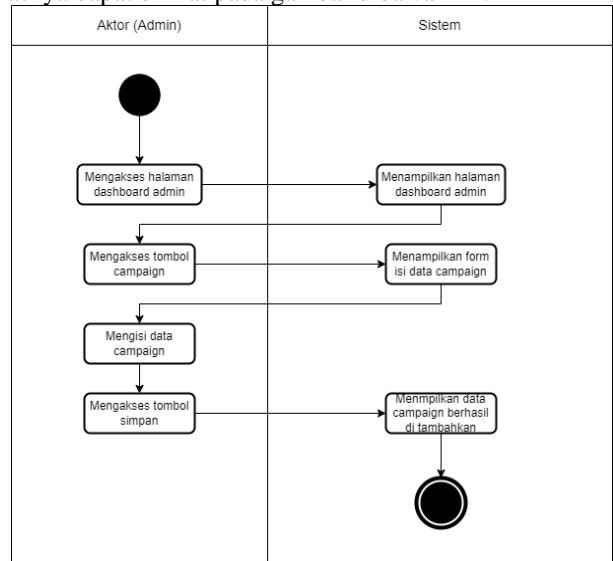 Aktor (Admin)
Sistem
Mengakses halaman
dashboard admin
Menampilkan halaman
dashboard admin
Mengakses tombol
campaign
Menampilkan form
isi data campaign
Mengisi data
campaign
Mengakses tombol
simpan
Menmpilkan data
campaign berhasil
di tambahkan